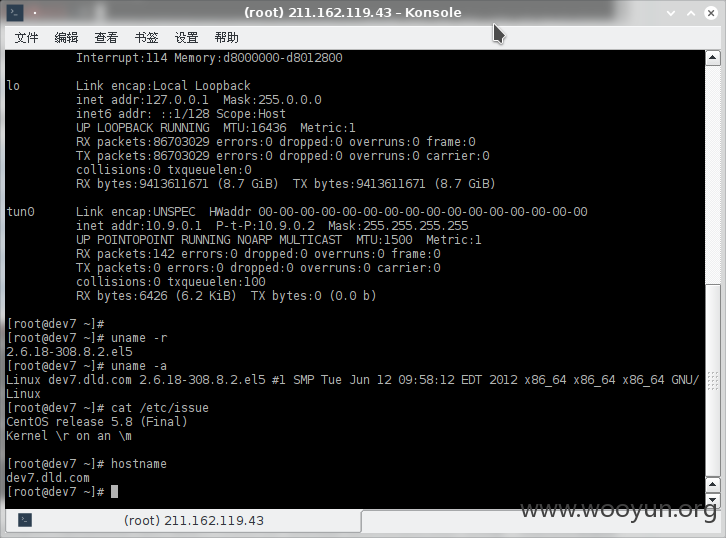 (root) 211.162.119.43 – Konsole
文件 编辑 查看 书签 设置 帮助
Interrupt:114 Memory:d8000000-d8012800
lo Link encap:Local Loopback
inet addr:127.0.0.1 Mask:255.0.0.0
inet6 addr: ::1/128 Scope:Host
UP LOOPBACK RUNNING MTU:16436 Metric:1
RX packets:86703029 errors:0 dropped:0 overruns:0 frame:0
TX packets:86703029 errors:0 dropped:0 overruns:0 carrier:0
collisions:0 txqueuelen:0
RX bytes:9413611671 (8.7 GiB) TX bytes:9413611671 (8.7 GiB)
tun0 Link encap:UNSPEC HWaddr 00-00-00-00-00-00-00-00-00-00-00-00-00-00-00-00
inet addr:10.9.0.1 P-t-P:10.9.0.2 Mask:255.255.255.255
UP POINTOPOINT RUNNING NOARP MULTICAST MTU:1500 Metric:1
RX packets:142 errors:0 dropped:0 overruns:0 frame:0
TX packets:0 errors:0 dropped:0 overruns:0 carrier:0
collisions:0 txqueuelen:100
RX bytes:6426 (6.2 KiB) TX bytes:0 (0.0 b)
[root@dev7 ~]#
[root@dev7 ~]# uname -r
2.6.18-308.8.2.el5
[root@dev7 ~]# uname -a
Linux dev7.dld.com 2.6.18-308.8.2.el5 #1 SMP Tue Jun 12 09:58:12 EDT 2012 x86_64 x86_64 x86_64 GNU/
Linux
[root@dev7 ~]# cat /etc/issue
CentOS release 5.8 (Final)
Kernel \r on an \m
[root@dev7 ~]# hostname
dev7.dld.com
[root@dev7 ~]#
www.wooyun.org
(root) 211.162.119.43